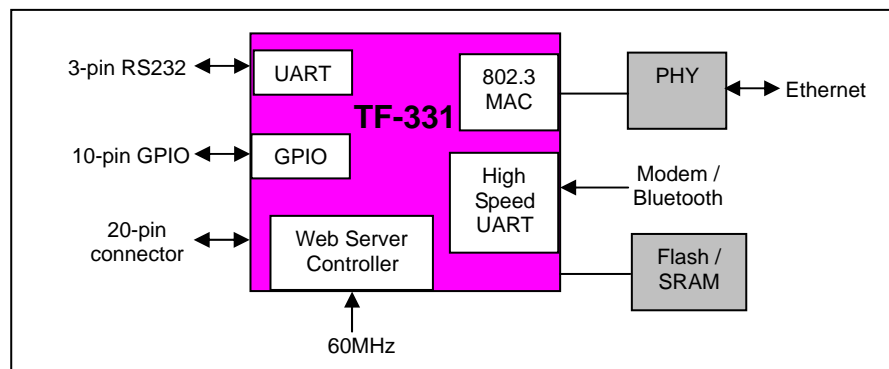 3-pin RS232
UART
802.3
MAC
PHY
Ethernet
TF-331
10-pin GPIO
GPIO
High
Speed
UART
Modem /
Bluetooth
20-pin
connector
Web Server
Controller
Flash /
SRAM
60MHz